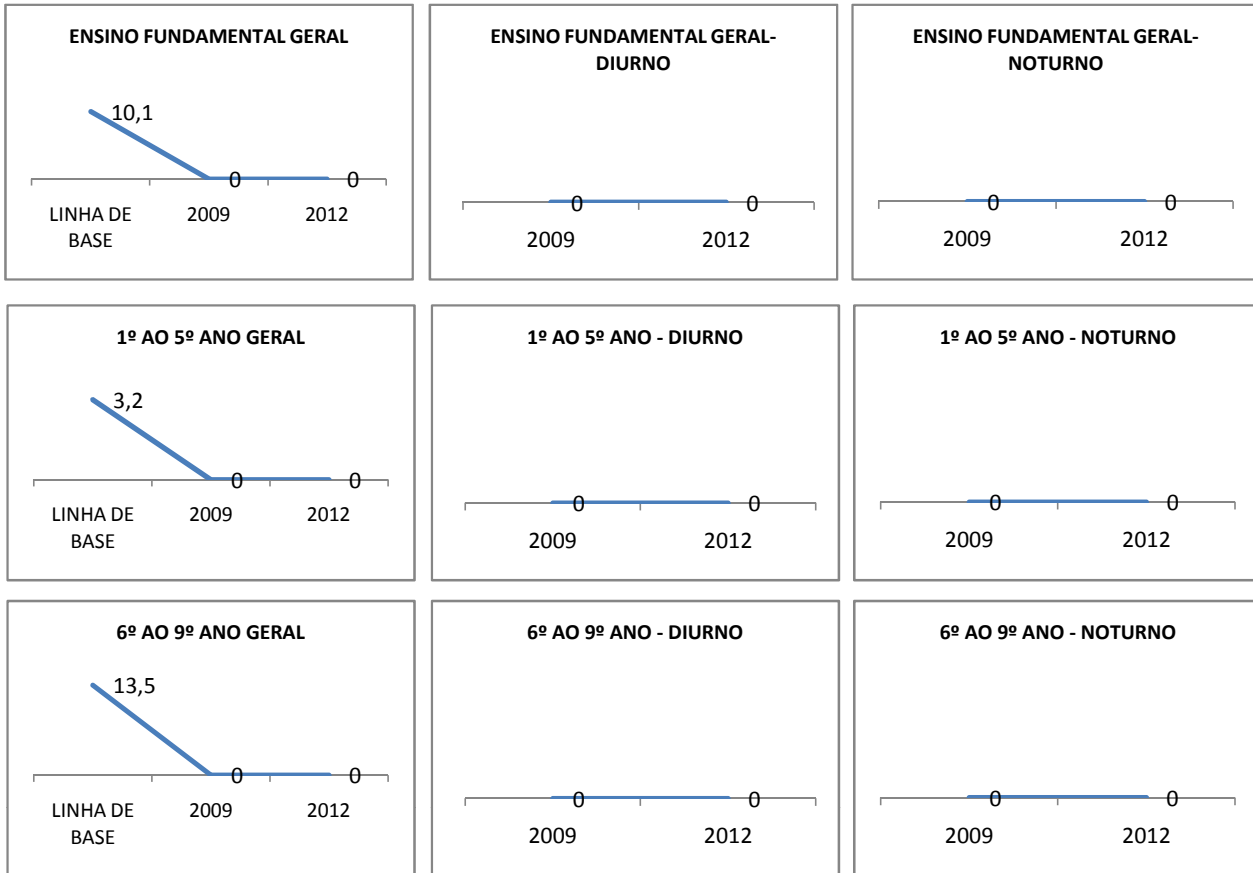 ENSINO FUNDAMENTAL GERAL
10,1
0
0
LINHA DE
BASE
2009
2012
ENSINO FUNDAMENTAL GERAL-
DIURNO
0
0
2009
2012
ENSINO FUNDAMENTAL GERAL-
NOTURNO
0
0
2009
2012
1º AO 5º ANO GERAL
3,2
0
0
LINHA DE
BASE
2009
2012
1º AO 5º ANO - DIURNO
0
0
2009
2012
1º AO 5º ANO - NOTURNO
0
0
2009
2012
6º AO 9º ANO GERAL
13,5
0
0
LINHA DE
BASE
2009
2012
6º AO 9º ANO - DIURNO
0
0
2009
2012
6º AO 9º ANO - NOTURNO
0
0
2009
2012